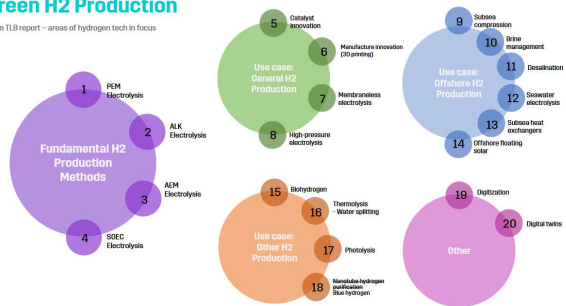 reen H2 Production
n TLB report – areas of hydrogen tech in focus
Fundamental H2
Production
Methods
1
PEM
Electrolysis
2
ALK
Electrolysis
3
AEM
Electrolysis
4
SOEC
Electrolysis
Use case:
General H2
Production
5
Catalyst
innovation
6
Manufacture innovation
(3D printing)
7
Membraneless
electrolysis
8
High-pressure
electrolysis
Use case:
Offshore H2
Production
9
Subsea
compression
10
Brine
management
11
Desalination
12
Seawater
electrolysis
13
Subsea heat
exchangers
14
Offshore floating
solar
Use case:
Other H2
Production
15
Biohydrogen
16
Thermolysis
- Water splitting
17
Photolysis
18
Nanotube hydrogen
purification
Blue hydrogen
Other
19
Digitization
20
Digital twins